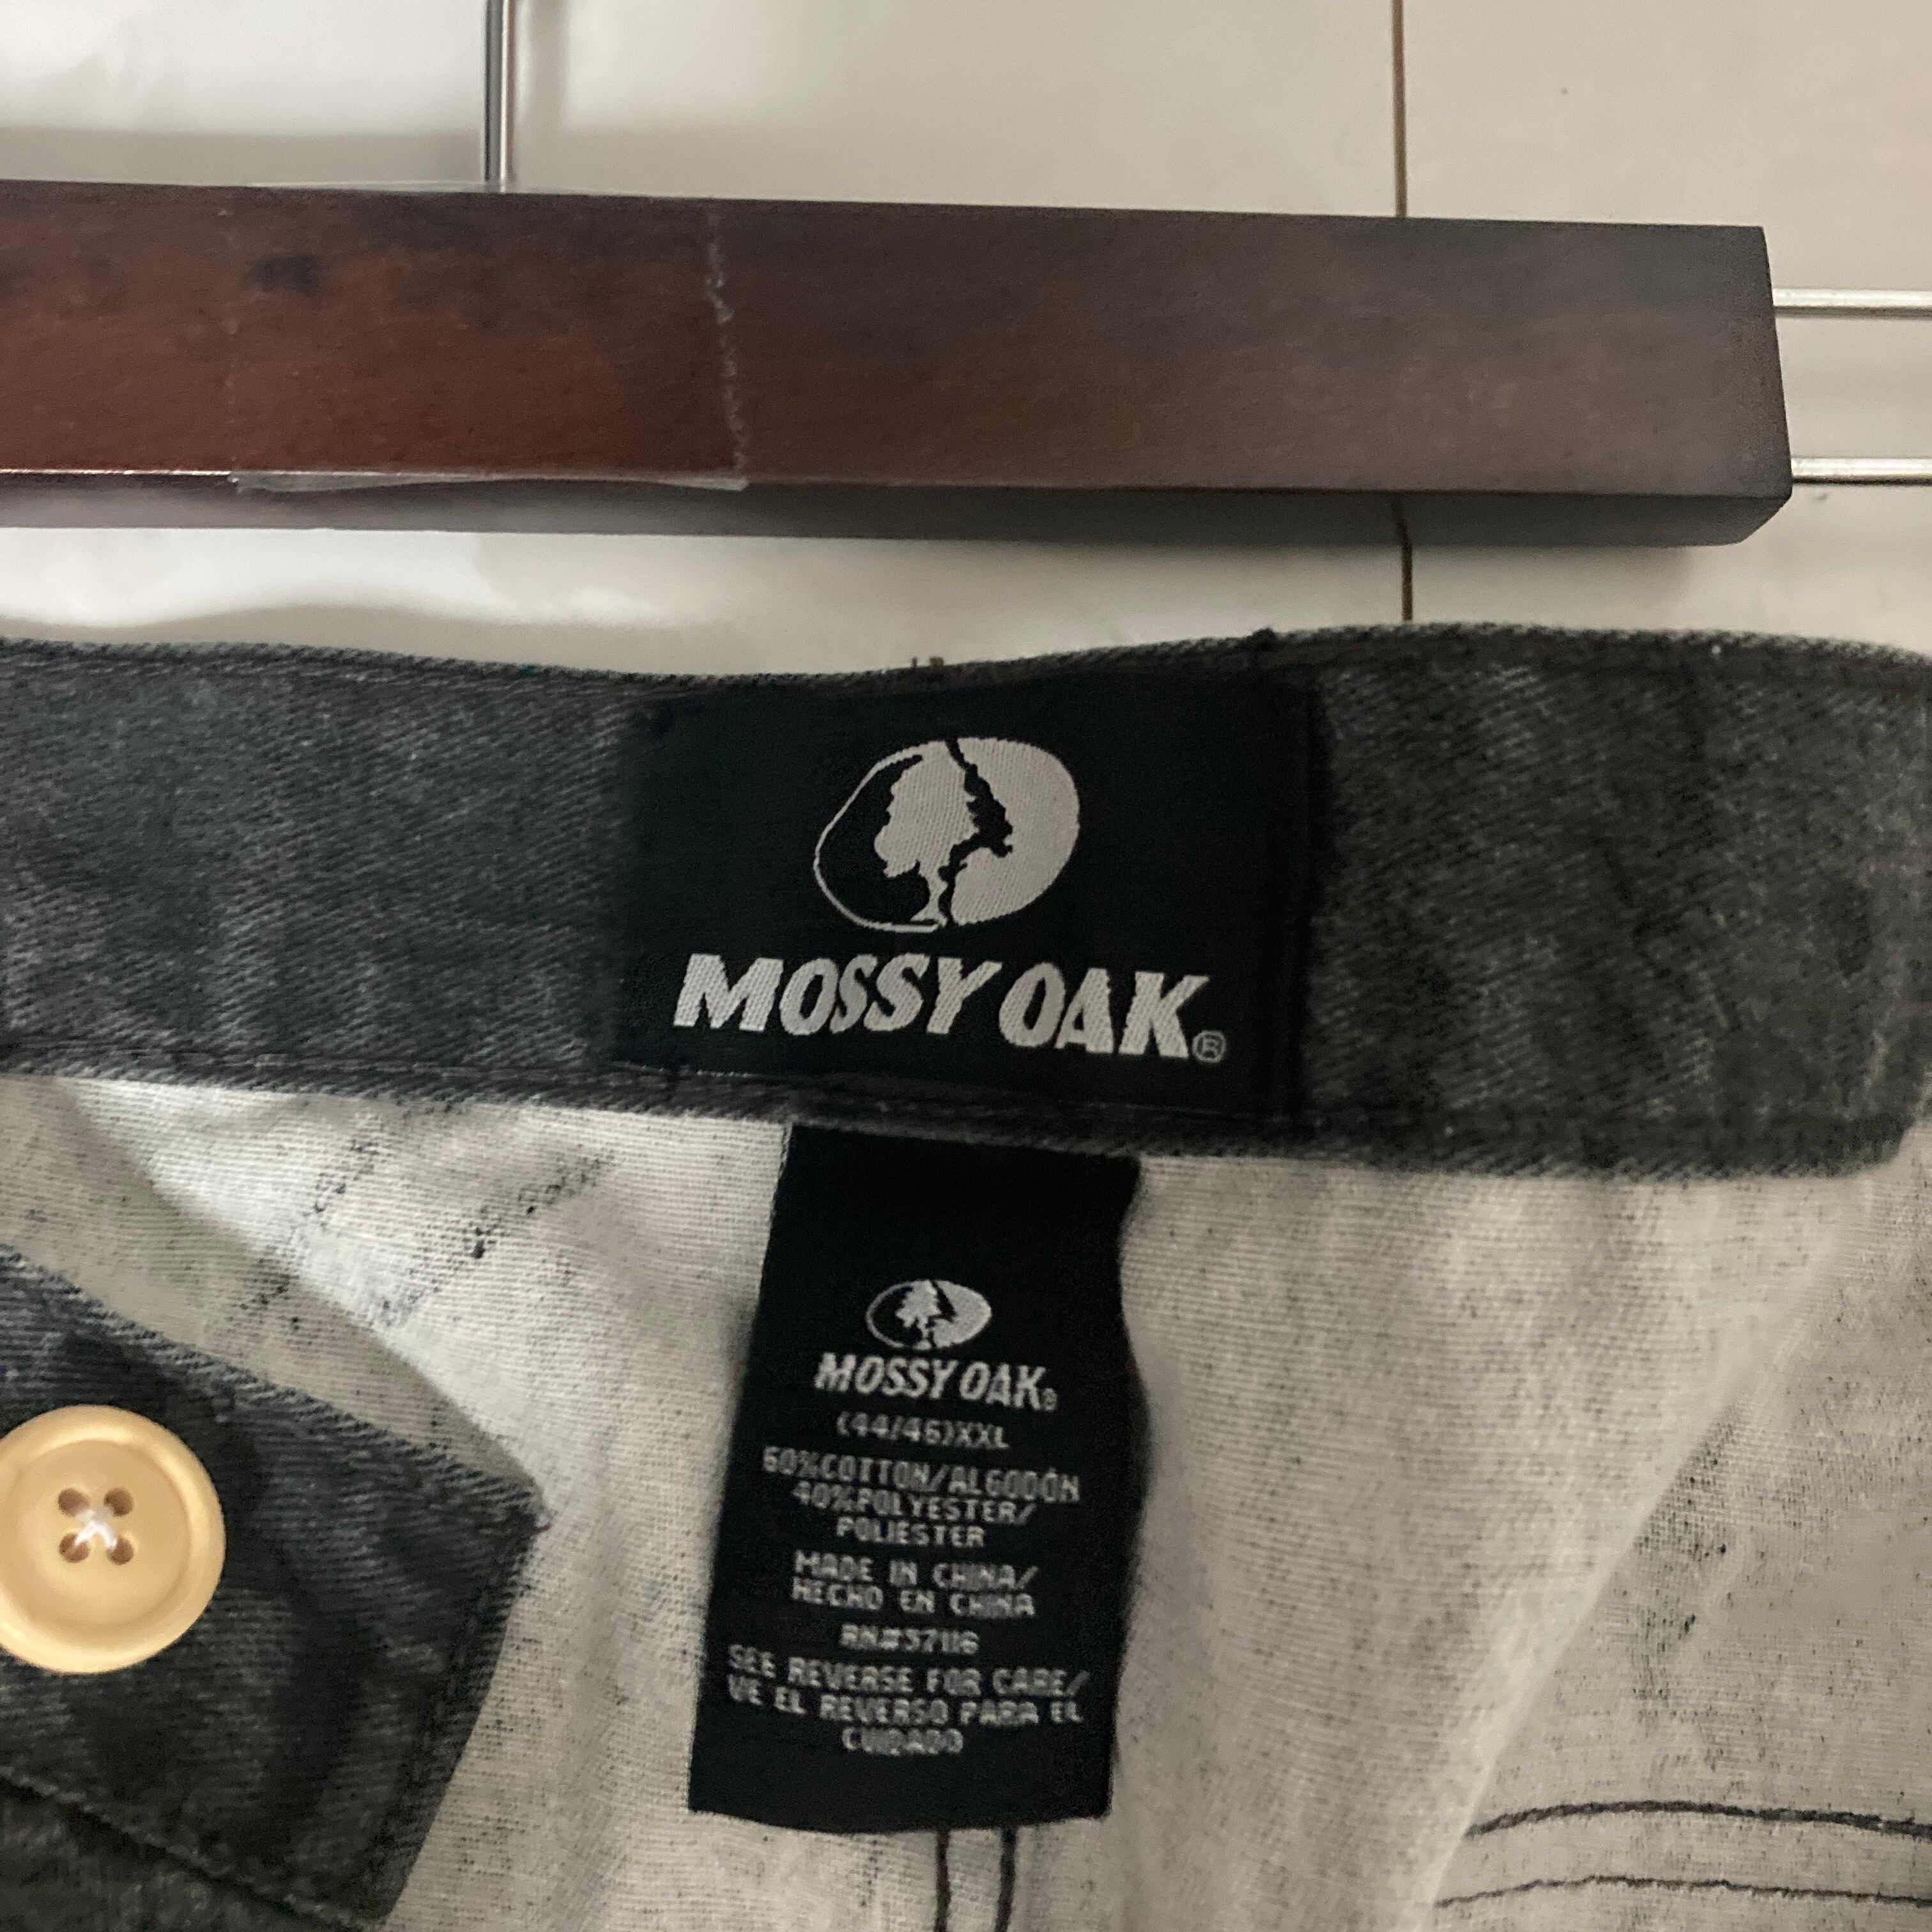 MOSSY OAK®
MOSSY OAK®
(44/46)XXL
60%COTTON/ALGODÓN
40%POLYESTER/
POLIESTER
MADE IN CHINA/
HECHO EN CHINA
RN#57116
SEE REVERSE FOR CARE/
VE EL REVERSO PARA EL
CUIDADO